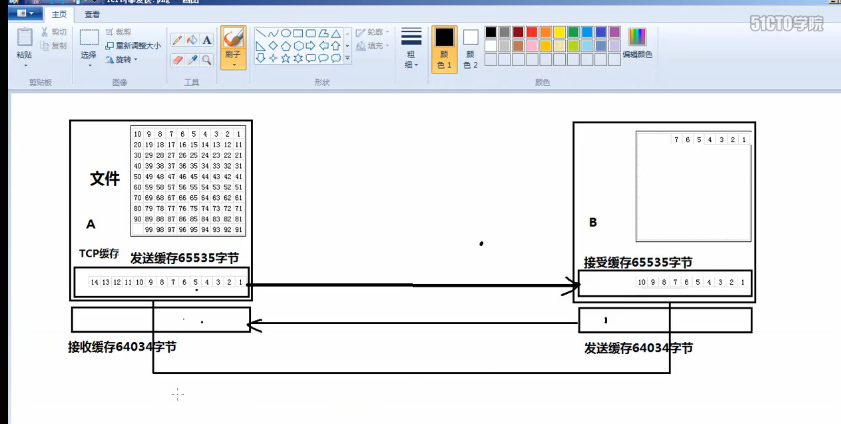 51CTO学院
主页 查看
粘贴
剪切
复制
剪贴板
选择
裁剪
重新调整大小
旋转
图像
A
工具
刷子
轮廓
填充
形状
粗细
颜色 1
颜色 2
编辑颜色
颜色
10 9 8 7 6 5 4 3 2 1
20 19 18 17 16 15 14 13 12 11
30 29 28 27 26 25 24 23 22 21
40 39 38 37 36 35 34 33 32 31
50 49 48 47 46 45 44 43 42 41
60 59 58 57 56 55 54 53 52 51
70 69 68 67 66 65 64 63 62 61
80 79 78 77 76 75 74 73 72 71
90 89 88 87 86 85 84 83 82 81
99 98 97 96 95 94 93 92 91
文件
A
TCP缓存
发送缓存65535字节
14 13 12 11 10 9 8 7 6 5 4 3 2 1
接收缓存64034字节
7 6 5 4 3 2 1
B
接受缓存65535字节
10 9 8 7 6 5 4 3 2 1
1
发送缓存64034字节